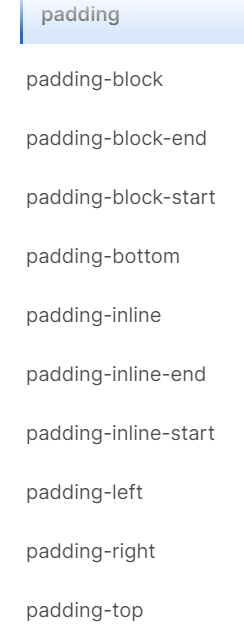 padding
padding-block
padding-block-end
padding-block-start
padding-bottom
padding-inline
padding-inline-end
padding-inline-start
padding-left
padding-right
padding-top